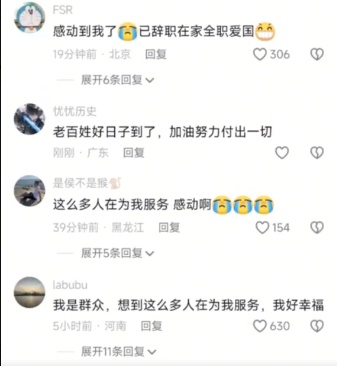 FSR
感动到我了😭已辞职在家全职爱国😁
19分钟前 · 北京 回复 306
展开6条回复
忧忧历史
老百姓好日子到了，加油努力付出一切
刚刚 · 广东 回复
是侯不是猴🐒
这么多人在为我服务 感动啊😭😭😭
39分钟前 · 黑龙江 回复 154
展开5条回复
labubu
我是群众，想到这么多人在为我服务，我好幸福
5小时前 · 河南 回复 630
展开11条回复